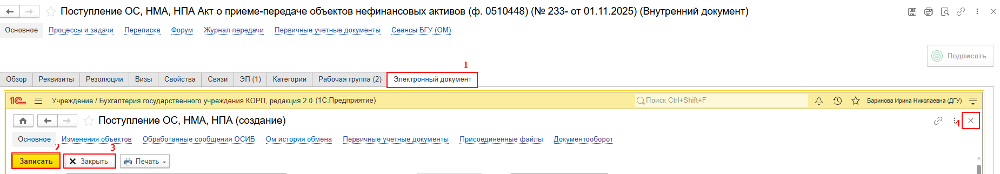 Поступление ОС, НМА, НПА Акт о приеме-передаче объектов нефинансовых активов (ф. 0510448) (№ 233- от 01.11.2025) (Внутренний документ)
Основное Процессы и задачи Переписка Форум Журнал передачи Первичные учетные документы Сеансы БГУ (ОМ)
Подписать
1
Обзор Реквизиты Резолюции Визы Свойства Связи ЭП (1) Категории Рабочая группа (2) Электронный документ
1С Учреждение / Бухгалтерия государственного учреждения КОРП, редакция 2.0 (1С:Предприятие) Поиск Ctrl+Shift+F Баринова Ирина Николаевна (ДГУ)
Поступление ОС, НМА, НПА (создание) 4
Основное Изменения объектов Обработанные сообщения ОСИБ Ом история обмена Первичные учетные документы Присоединенные файлы Документооборот
2 3
Записать Закрыть Печать